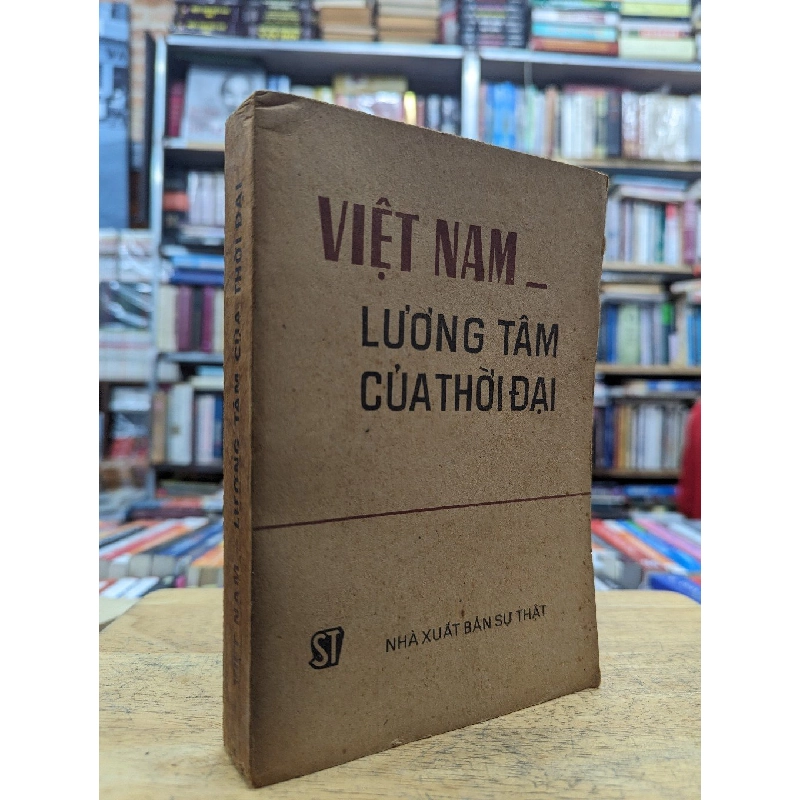 VIỆT NAM _
LƯƠNG TÂM
CỦA THỜI ĐẠI
ST
NHÀ XUẤT BẢN SỰ THẬT
VIỆT NAM _ LƯƠNG TÂM CỦA THỜI ĐẠI